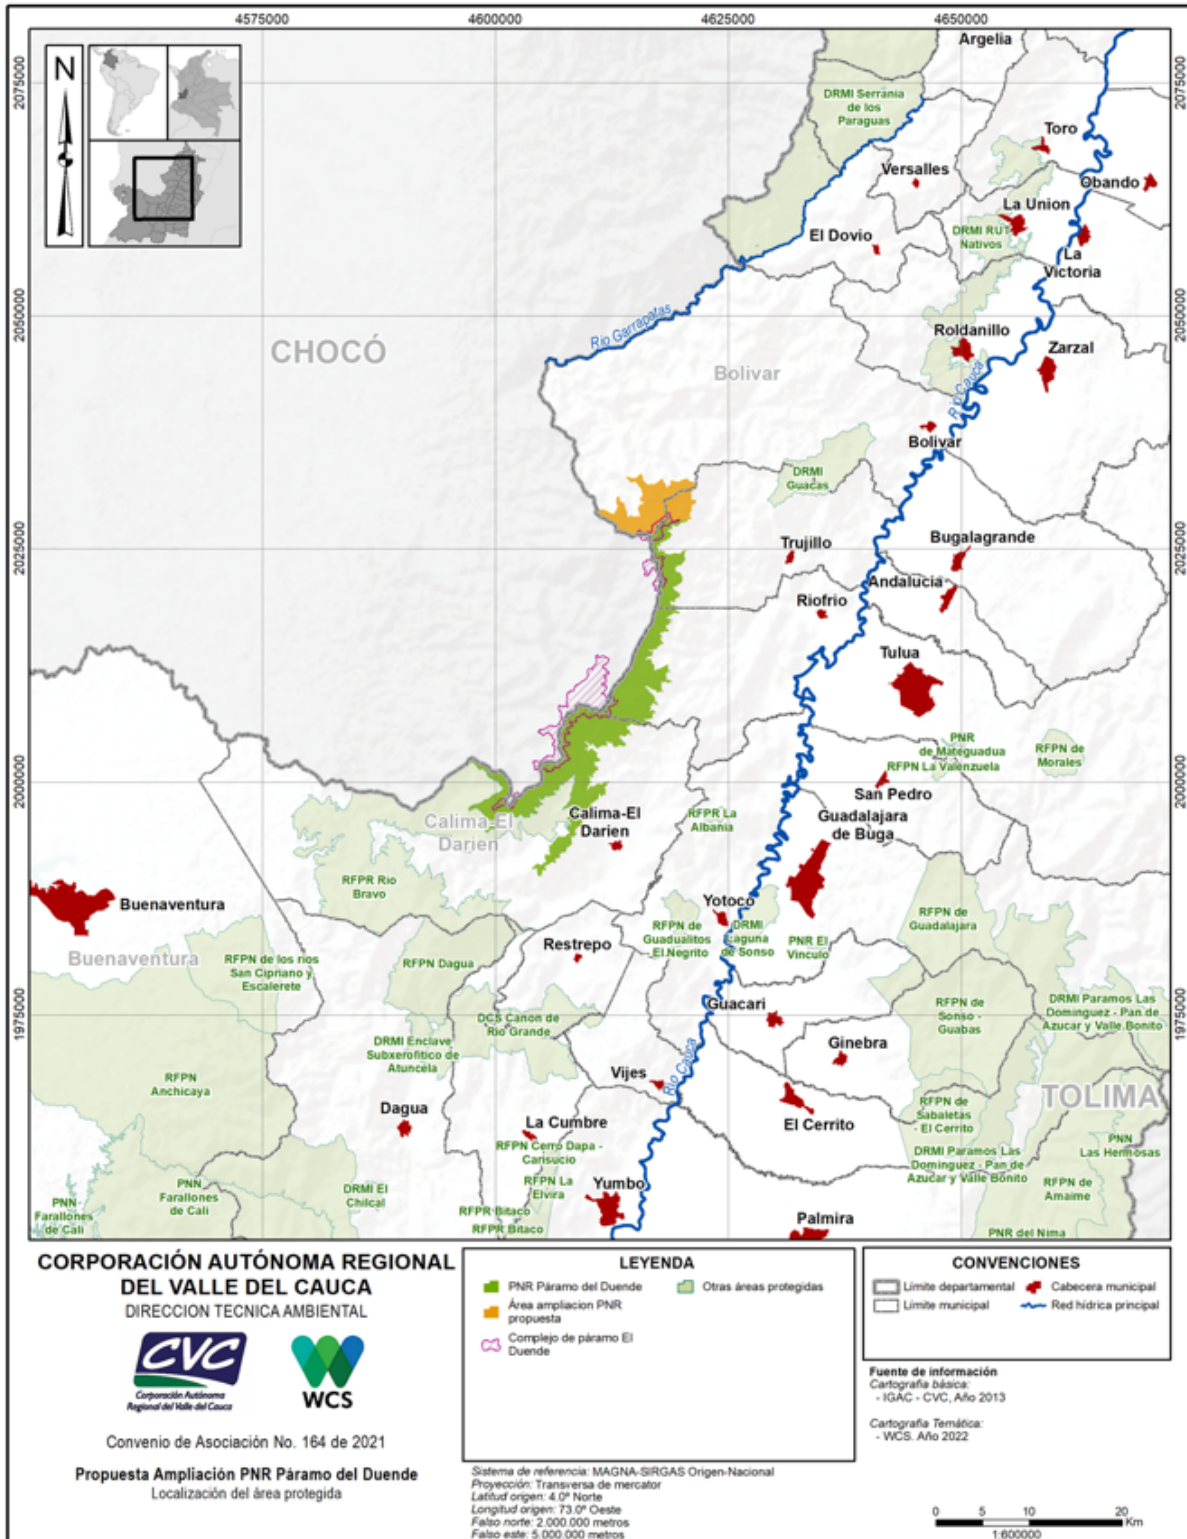 4575000
4600000
4625000
4650000
2075000
2075000
2050000
2050000
2025000
2025000
2000000
2000000
1975000
1975000
N
Argelia
DRMI Serrania
de los
Paraguas
Toro
Versalles
Obando
La Union
El Dovio
DRMI RUT
Nativos
La
Victoria
Río Garrapatas
CHOCÓ
Roldanillo
Zarzal
Bolivar
Río Cauca
Bolivar
DRMI
Guacas
Trujillo
Bugalagrande
Andalucia
Riofrio
Tulua
PNR
de Mateguadua
RFPN La Valenzuela
RFPN de
Morales
San Pedro
Calima-El
Darien
Calima-El
Darien
RFPR La
Albania
Guadalajara
de Buga
RFPR Rio
Bravo
Buenaventura
Yotoco
RFPN de
Guadalajara
RFPN de
Guadualitos
El Negrito
DRMI
Laguna
de Sonso
PNR El
Vinculo
Restrepo
Buenaventura
RFPN de los rios
San Cipriano y
Escalerete
RFPN Dagua
Guacari
RFPN de
Sonso -
Guabas
DRMI Paramos Las
Dominguez - Pan de
Azucar y Valle Bonito
DCS Canon de
Rio Grande
DRMI Enclave
Subxerofitico de
Atuncela
Ginebra
Río Cauca
Vijes
RFPN
Anchicaya
TOLIMA
Dagua
La Cumbre
El Cerrito
RFPN de
Sabaletas
- El Cerrito
RFPN Cerro Dapa -
Carisucio
DRMI Paramos Las
Dominguez - Pan de
Azucar y Valle Bonito
PNN
Las Hermosas
PNN
Farallones
de Cali
PNN
Farallones
de Cali
DRMI El
Chilcal
RFPN La
Elvira
Yumbo
RFPN de
Amaime
RFPR Bitaco
RFPR Bitaco
Palmira
PNR del Nima
CORPORACIÓN AUTÓNOMA REGIONAL
DEL VALLE DEL CAUCA
DIRECCION TECNICA AMBIENTAL
CVC
Corporación Autónoma
Regional del Valle del Cauca
WCS
Convenio de Asociación No. 164 de 2021
Propuesta Ampliación PNR Páramo del Duende
Localización del área protegida
LEYENDA
PNR Páramo del Duende
Otras áreas protegidas
Área ampliacion PNR
propuesta
Complejo de páramo El
Duende
Sistema de referencia: MAGNA-SIRGAS Origen-Nacional
Proyección: Transversa de mercator
Latitud origen: 4.0° Norte
Longitud origen: 73.0° Oeste
Falso norte: 2.000.000 metros
Falso este: 5.000.000 metros
CONVENCIONES
Límite departamental
Cabecera municipal
Límite municipal
Red hídrica principal
Fuente de información
Cartografía básica:
- IGAC - CVC, Año 2013
Cartografía Temática:
- WCS. Año 2022
0 5 10 20
Km
1:600000